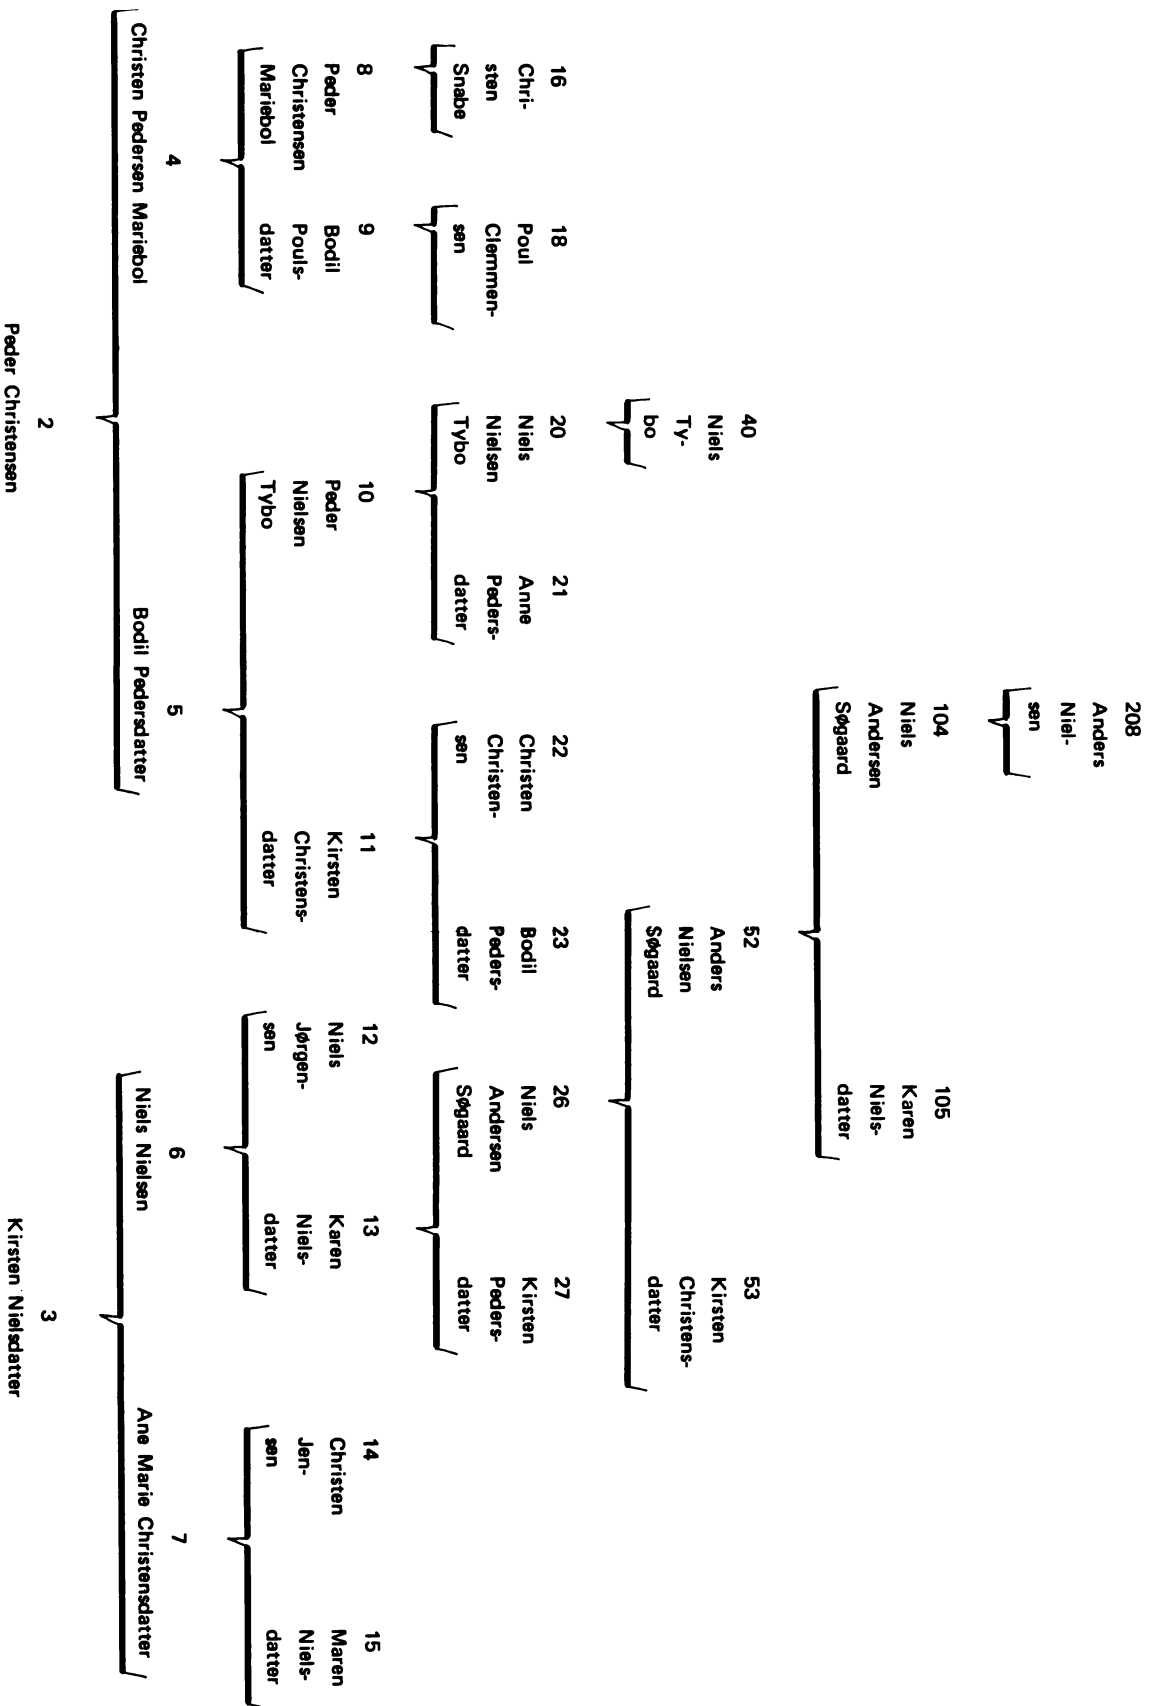 208
Anders
Niel-
sen
104
Niels
Andersen
Søgaard
105
Karen
Niels-
datter
40
Niels
Ty-
bo
52
Anders
Nielsen
Søgaard
53
Kirsten
Christens-
datter
16
Chri-
sten
Snabe
18
Poul
Clemmen-
sen
20
Niels
Nielsen
Tybo
21
Anne
Peders-
datter
22
Christen
Christen-
sen
23
Bodil
Peders-
datter
26
Niels
Andersen
Søgaard
27
Kirsten
Peders-
datter
8
Peder
Christensen
Mariebol
9
Bodil
Pouls-
datter
10
Peder
Nielsen
Tybo
11
Kirsten
Christens-
datter
12
Niels
Jørgen-
sen
13
Karen
Niels-
datter
14
Christen
Jen-
sen
15
Maren
Niels-
datter
4
Christen Pedersen Mariebol
5
Bodil Pedersdatter
6
Niels Nielsen
7
Ane Marie Christensdatter
2
Peder Christensen
3
Kirsten Nielsdatter